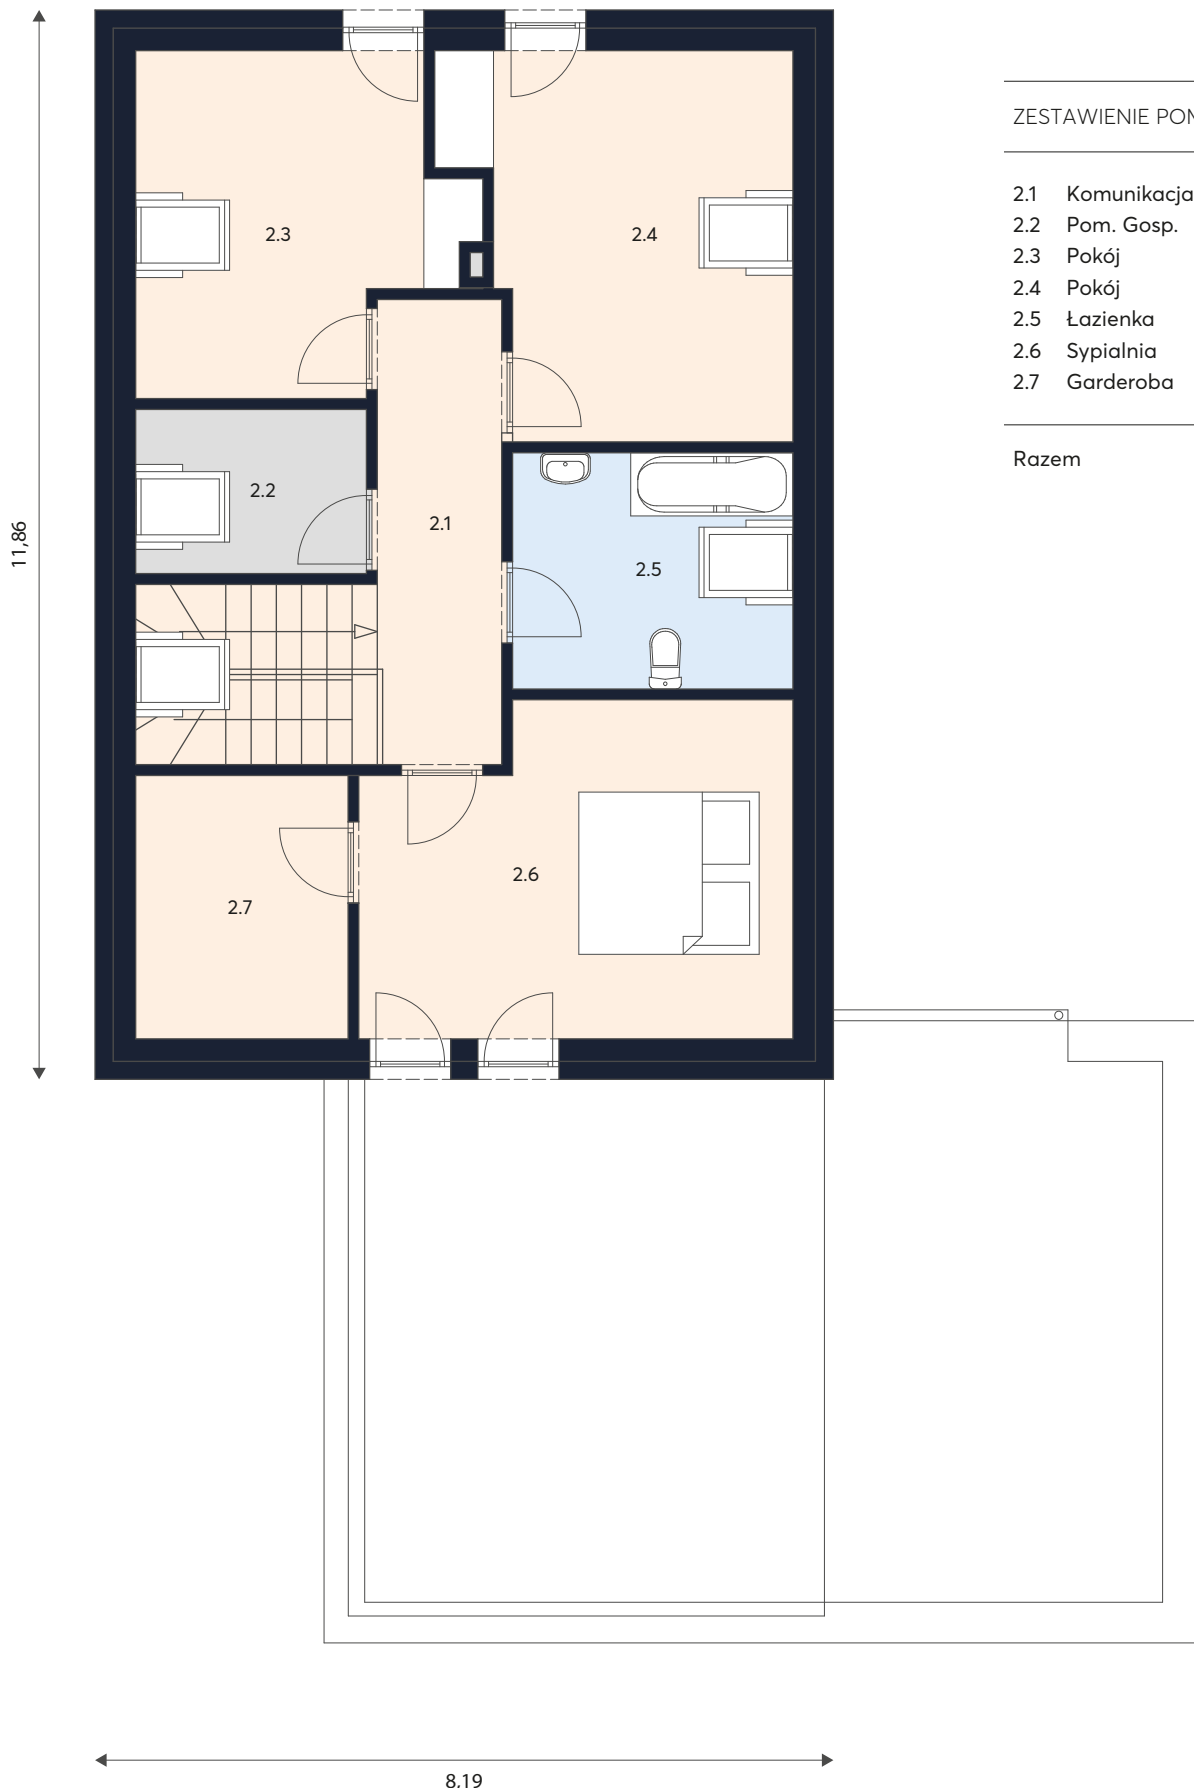 ZESTAWIENIE POM
2.1 Komunikacja
2.2 Pom. Gosp.
2.3 Pokój
2.4 Pokój
2.5 Łazienka
2.6 Sypialnia
2.7 Garderoba
Razem
2.3
2.4
2.2
2.1
2.5
2.6
2.7
11,86
8,19